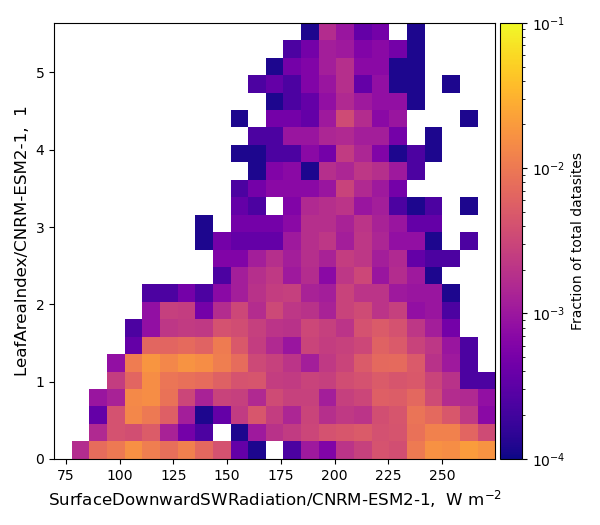 LeafAreaIndex/CNRM-ESM2-1, 1
5
4
3
2
1
0
75 100 125 150 175 200 225 250
SurfaceDownwardSWRadiation/CNRM-ESM2-1, W m⁻²
10⁻¹
10⁻²
10⁻³
10⁻⁴
Fraction of total datasites